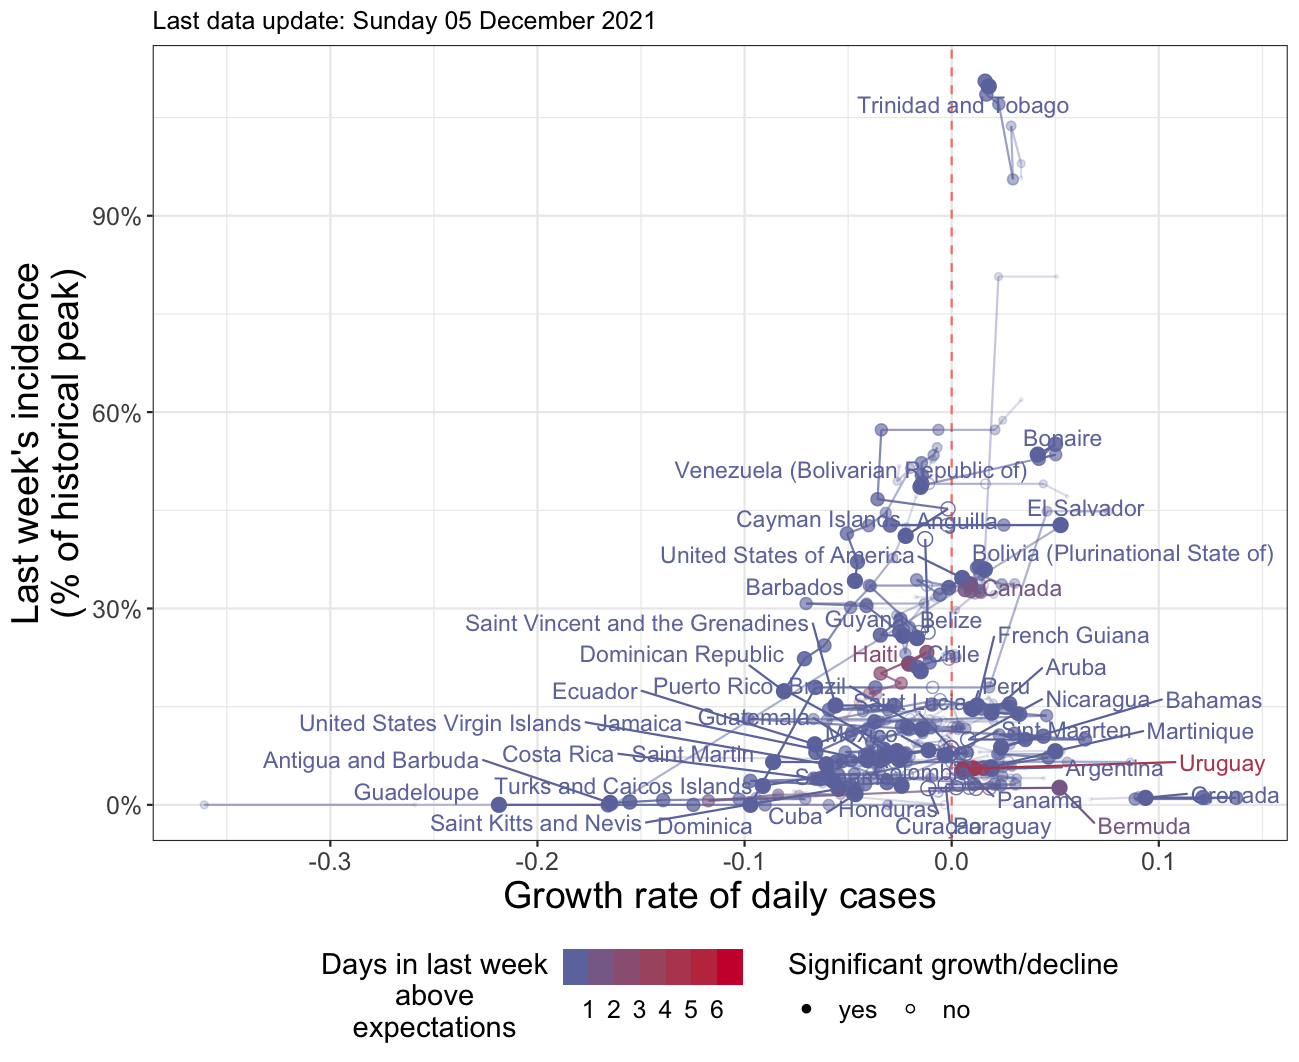 Last data update: Sunday 05 December 2021
Last week's incidence
(% of historical peak)
90%
60%
30%
0%
Trinidad and Tobago
Bonaire
Venezuela (Bolivarian Republic of)
El Salvador
Cayman Islands
Anguilla
United States of America
Bolivia (Plurinational State of)
Barbados
Canada
Saint Vincent and the Grenadines
Guyana
Belize
French Guiana
Dominican Republic
Haiti
Chile
Aruba
Ecuador
Puerto Rico
Brazil
Peru
Saint Lucia
Nicaragua
Bahamas
United States Virgin Islands
Jamaica
Guatemala
Mexico
Sint Maarten
Martinique
Antigua and Barbuda
Costa Rica
Saint Martin
Colombia
Argentina
Uruguay
Guadeloupe
Turks and Caicos Islands
Panama
Grenada
Saint Kitts and Nevis
Dominica
Cuba
Honduras
Curaçao
Paraguay
Bermuda
-0.3
-0.2
-0.1
0.0
0.1
Growth rate of daily cases
Days in last week
above
expectations
1 2 3 4 5 6
Significant growth/decline
yes
no